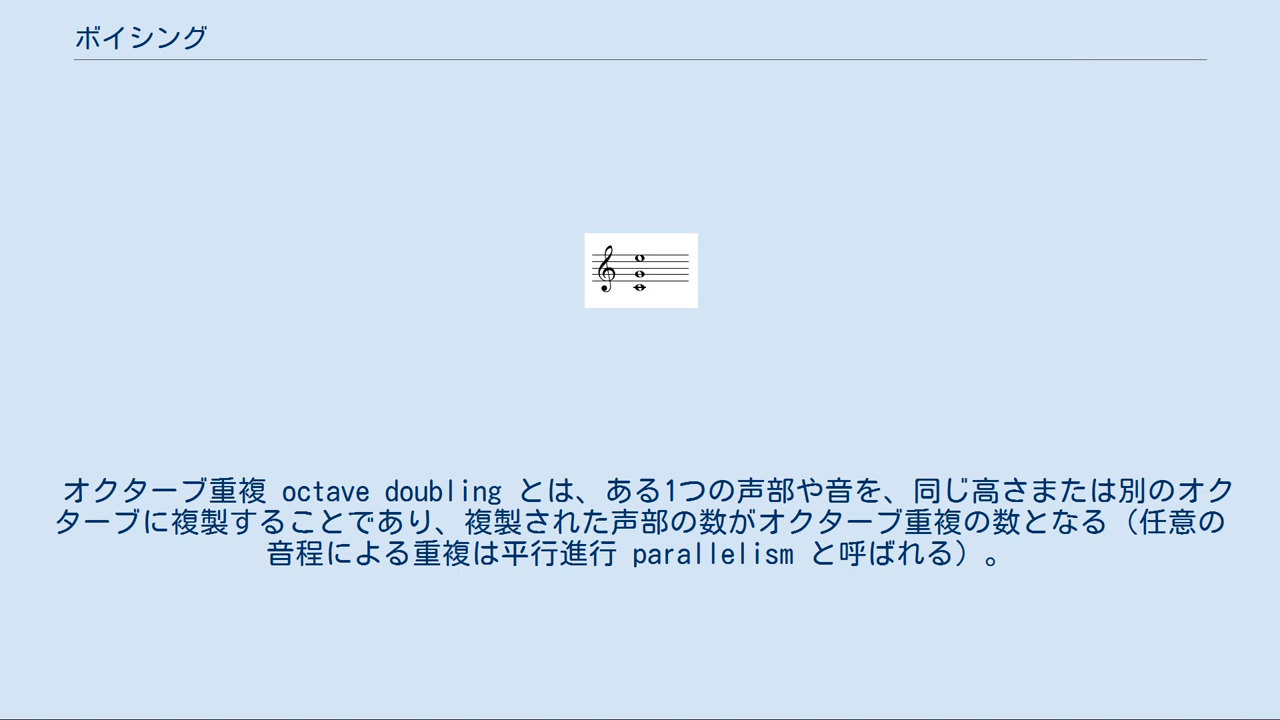 ボイシング
オクターブ重複 octave doubling とは、ある1つの声部や音を、同じ高さまたは別のオク
ターブに複製することであり、複製された声部の数がオクターブ重複の数となる（任意の
音程による重複は平行進行 parallelism と呼ばれる）。